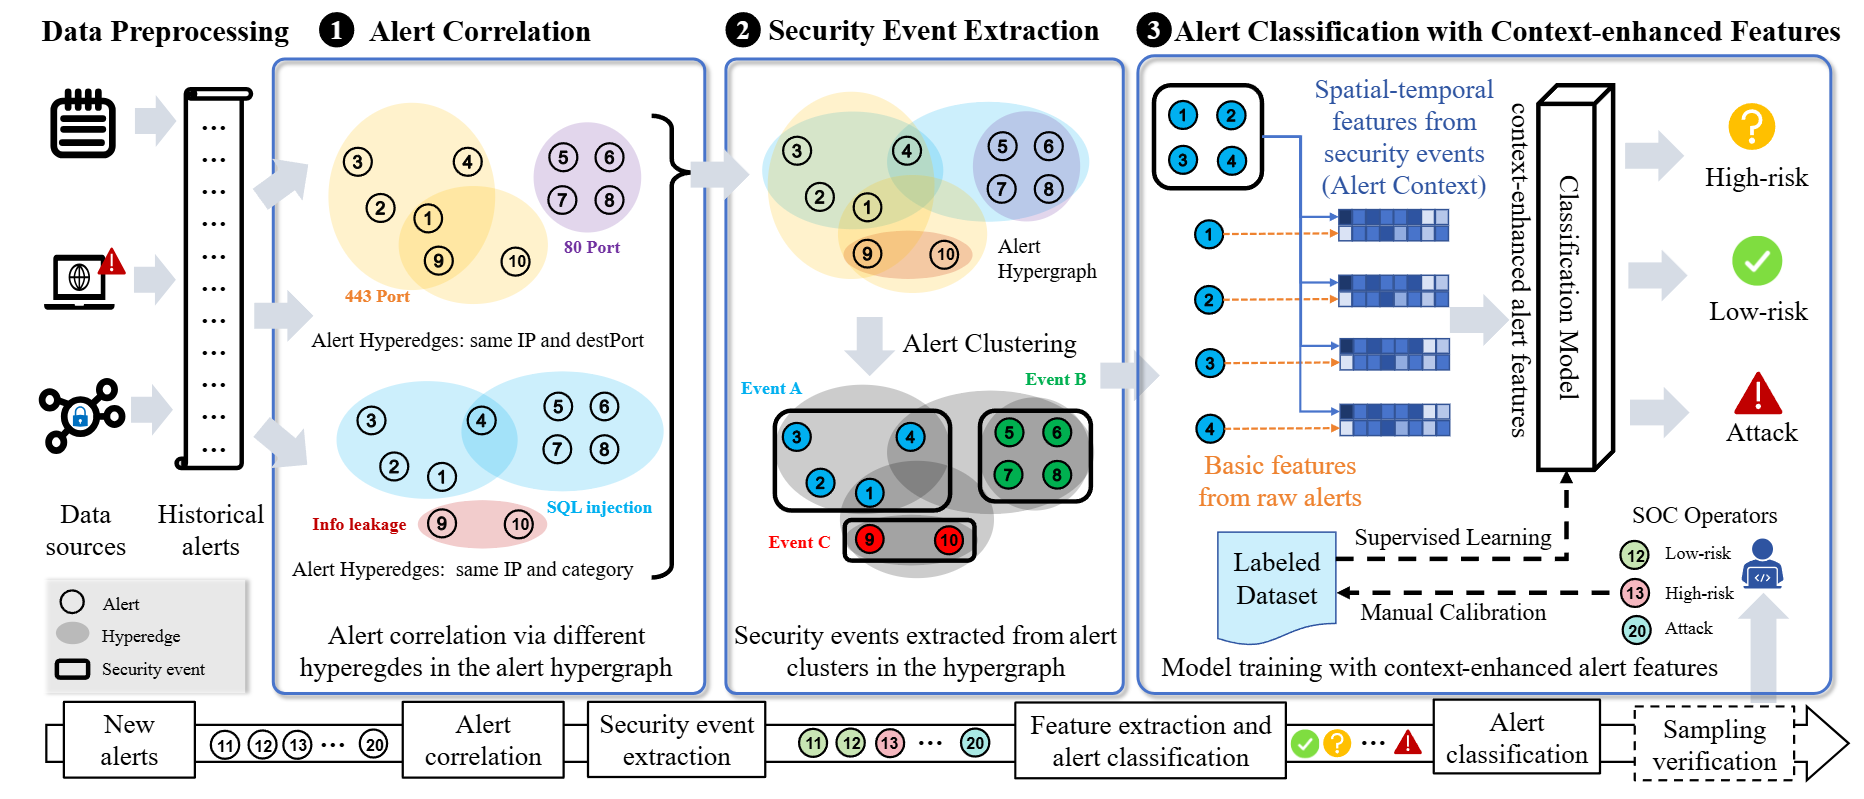 Data Preprocessing
1 Alert Correlation
2 Security Event Extraction
3 Alert Classification with Context-enhanced Features
...
...
...
...
...
...
...
...
...
...
...
Data
sources
Historical
alerts
Alert
Hyperedge
Security event
3
4
2
1
9
10
443 Port
5
6
7
8
80 Port
Alert Hyperedges: same IP and destPort
3
4
2
1
5
6
7
8
SQL injection
Info leakage
9
10
Alert Hyperedges: same IP and category
Alert correlation via different
hyperegdes in the alert hypergraph
3
4
2
1
5
6
7
8
9
10
Alert
Hypergraph
Alert Clustering
Event A
Event B
3
4
2
1
5
6
7
8
Event C
9
10
Security events extracted from alert
clusters in the hypergraph
1
2
3
4
Spatial-temporal
features from
security events
(Alert Context)
1
2
3
4
Basic features
from raw alerts
context-enhanced alert features
Classification Model
?
High-risk
Low-risk
Attack
Labeled
Dataset
Supervised Learning
Manual Calibration
SOC Operators
12 Low-risk
13 High-risk
20 Attack
</>
Model training with context-enhanced alert features
New
alerts
11 12 13 ... 20
Alert
correlation
Security event
extraction
11 12 13 ... 20
Feature extraction and
alert classification
? ...
Alert
classification
Sampling
verification